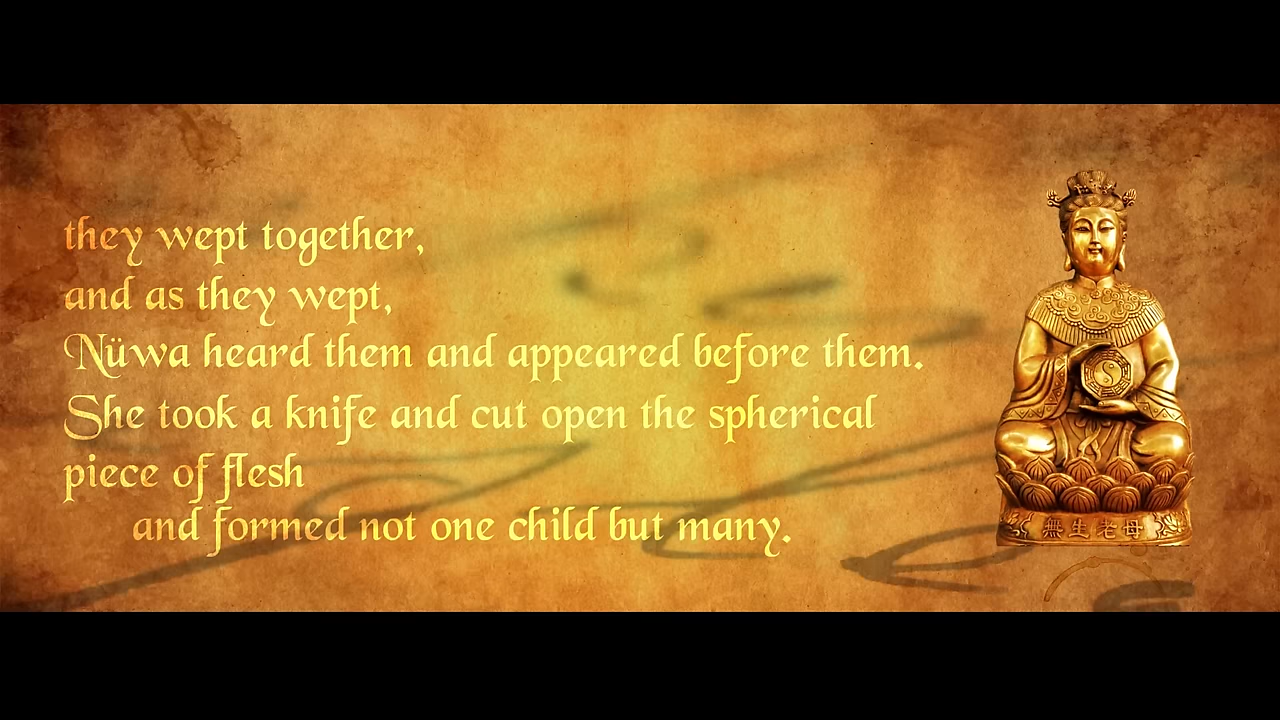 they wept together,
and as they wept,
Nüwa heard them and appeared before them.
She took a knife and cut open the spherical
piece of flesh
and formed not one child but many.
無生老母